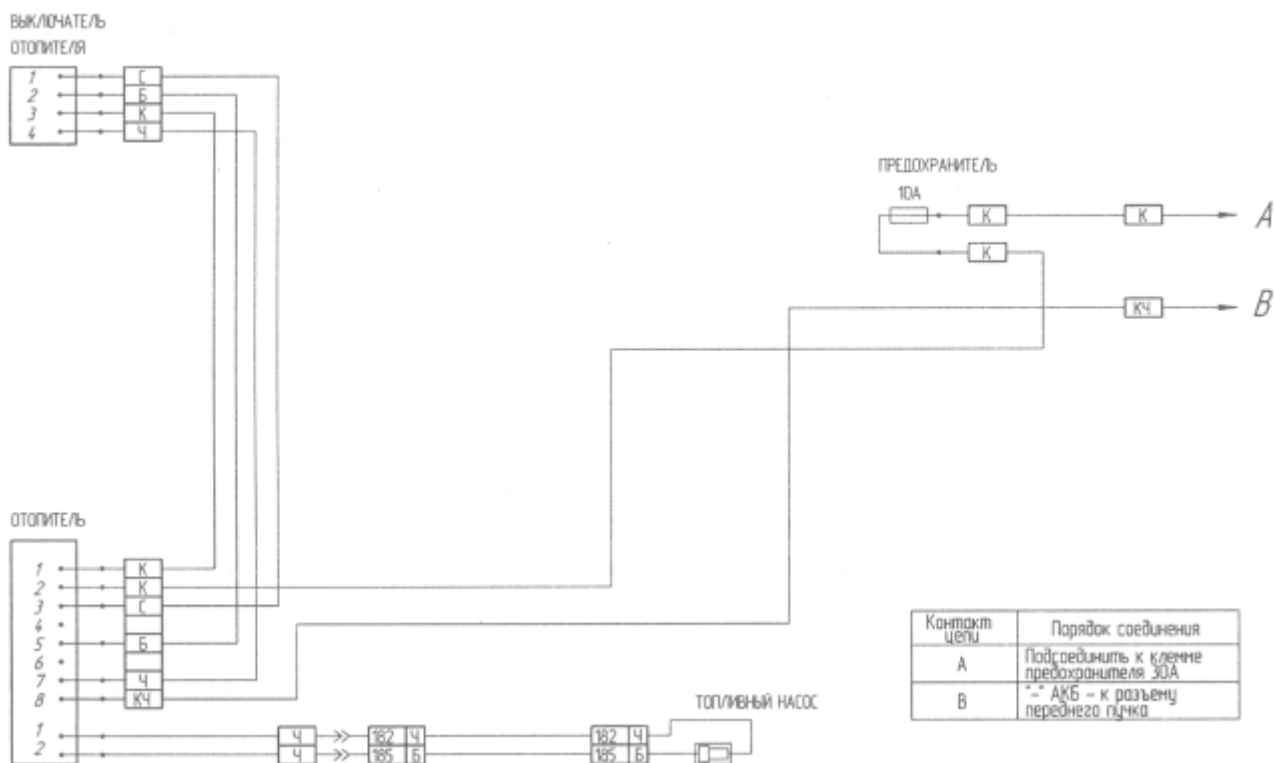 ВЫКЛЮЧАТЕЛЬ
ОТОПИТЕЛЯ
1 С
2 Б
3 К
4 Ч
ПРЕДОХРАНИТЕЛЬ
10А
К К А
К
КЧ В
ОТОПИТЕЛЬ
1 К
2 К
3 С
4
5 Б
6
7 Ч
8 КЧ
ТОПЛИВНЫЙ НАСОС
1 Ч 182 Ч 182 Ч
2 Ч 185 Б 185 Б
Контакт цепи Порядок соединения
А Подсоединить к клемме
предохранителя 30А
В "-" АКБ – к разъему
переднего пучка